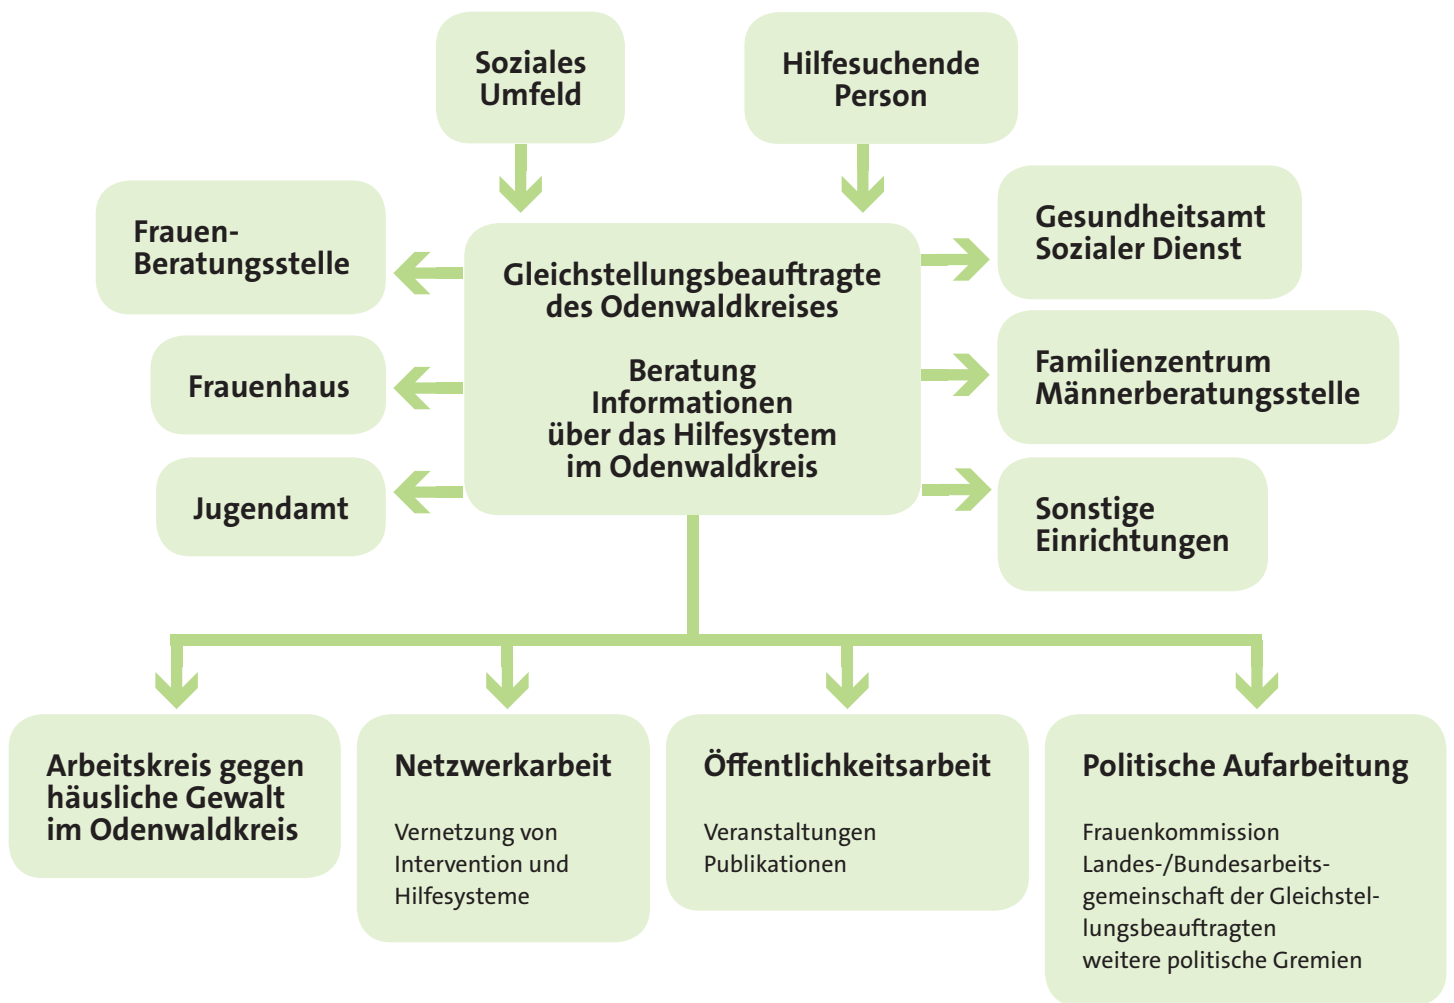 Soziales
Umfeld
Hilfesuchende
Person
Frauen-
Beratungsstelle
Frauenhaus
Jugendamt
Gleichstellungsbeauftragte
des Odenwaldkreises
Beratung
Informationen
über das Hilfesystem
im Odenwaldkreis
Gesundheitsamt
Sozialer Dienst
Familienzentrum
Männerberatungsstelle
Sonstige
Einrichtungen
Arbeitskreis gegen
häusliche Gewalt
im Odenwaldkreis
Netzwerkarbeit
Vernetzung von
Intervention und
Hilfesysteme
Öffentlichkeitsarbeit
Veranstaltungen
Publikationen
Politische Aufarbeitung
Frauenkommission
Landes-/Bundesarbeits-
gemeinschaft der Gleichstel-
lungsbeauftragten
weitere politische Gremien